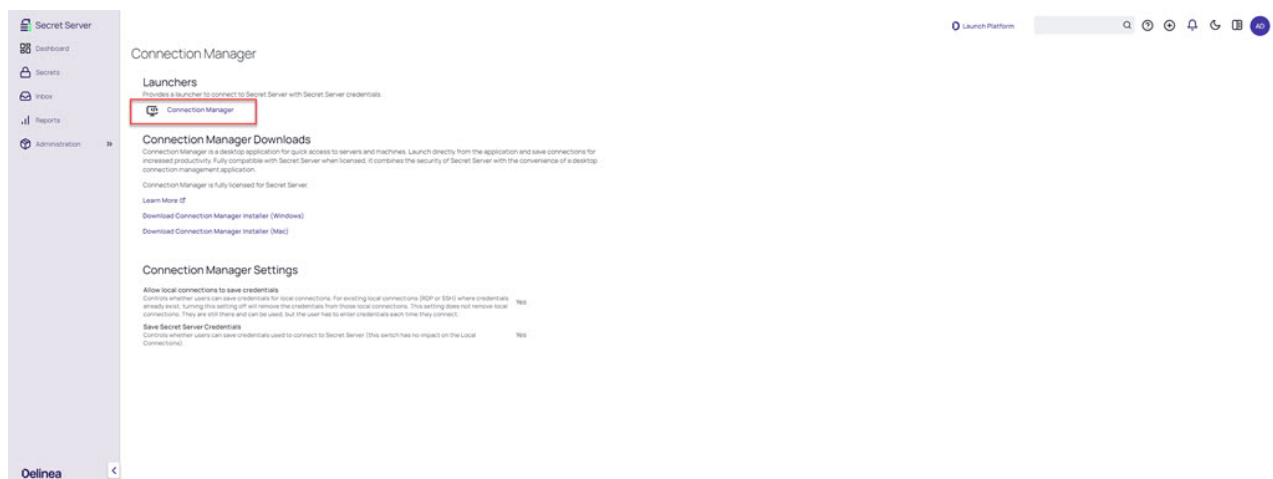 Secret Server
Launch Platform
AD
Dashboard
Connection Manager
Secrets
Launchers
Provides a launcher to connect to Secret Server with Secret Server credentials.
Inbox
Connection Manager
Reports
Administration
Connection Manager Downloads
Connection Manager is a desktop application for quick access to servers and machines. Launch directly from the application and save connections for
increased productivity. Fully compatible with Secret Server when licensed, it combines the security of Secret Server with the convenience of a desktop
connection management application.
Connection Manager is fully licensed for Secret Server.
Learn More
Download Connection Manager Installer (Windows)
Download Connection Manager Installer (Mac)
Connection Manager Settings
Allow local connections to save credentials
Controls whether users can save credentials for local connections. For existing local connections (RDP or SSH) where credentials
already exist, turning this setting off will remove the credentials from those local connections. This setting does not remove local
connections. They are still there and can be used, but the user has to enter credentials each time they connect.
Yes
Save Secret Server Credentials
Controls whether users can save credentials used to connect to Secret Server (this switch has no impact on the Local
Connections).
Yes
Delinea